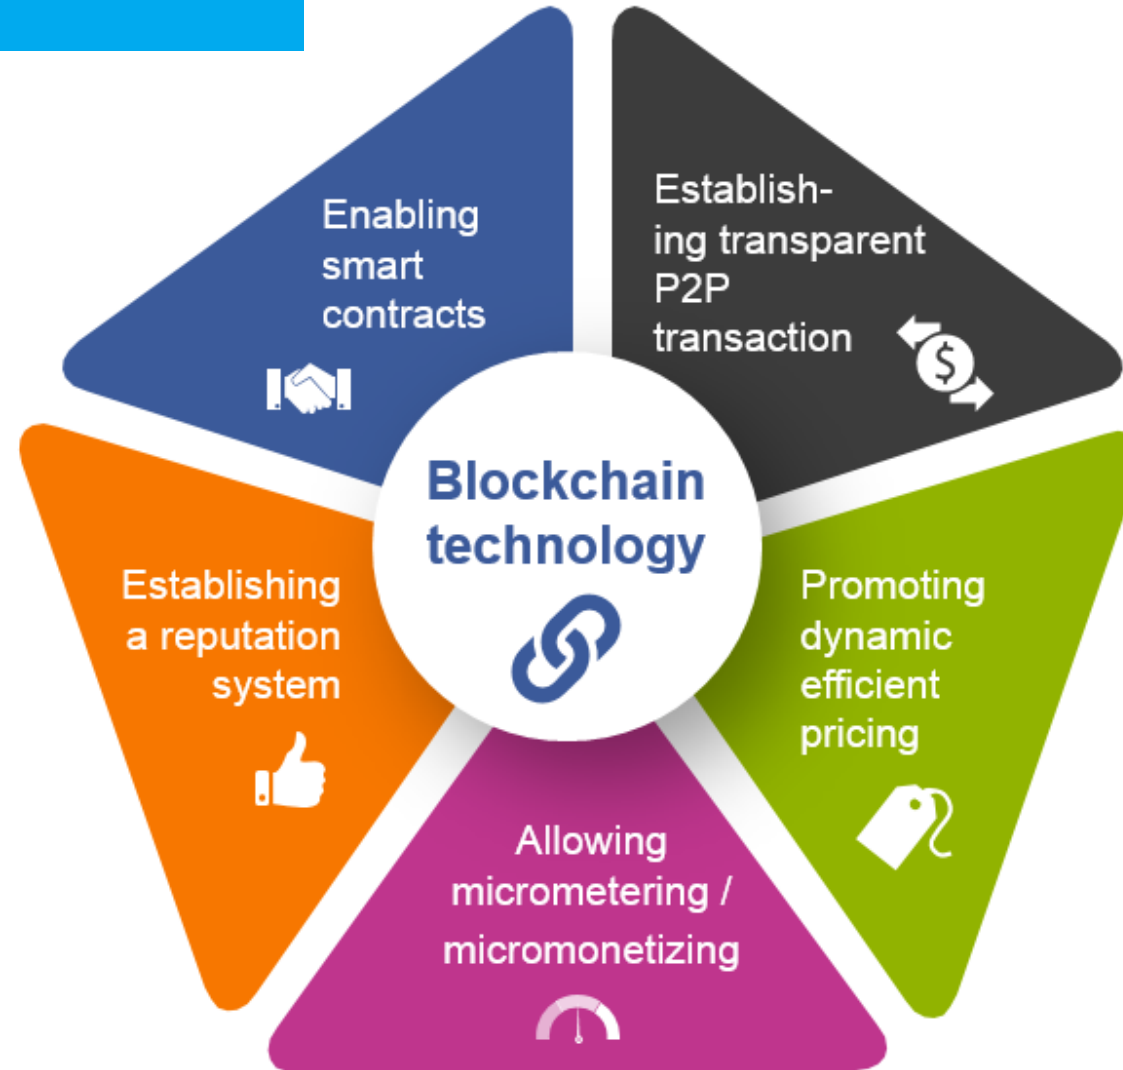 Enabling
smart
contracts
Establish-
ing transparent
P2P
transaction
$
Blockchain
technology
Establishing
a reputation
system
Promoting
dynamic
efficient
pricing
Allowing
micrometering /
micromonetizing